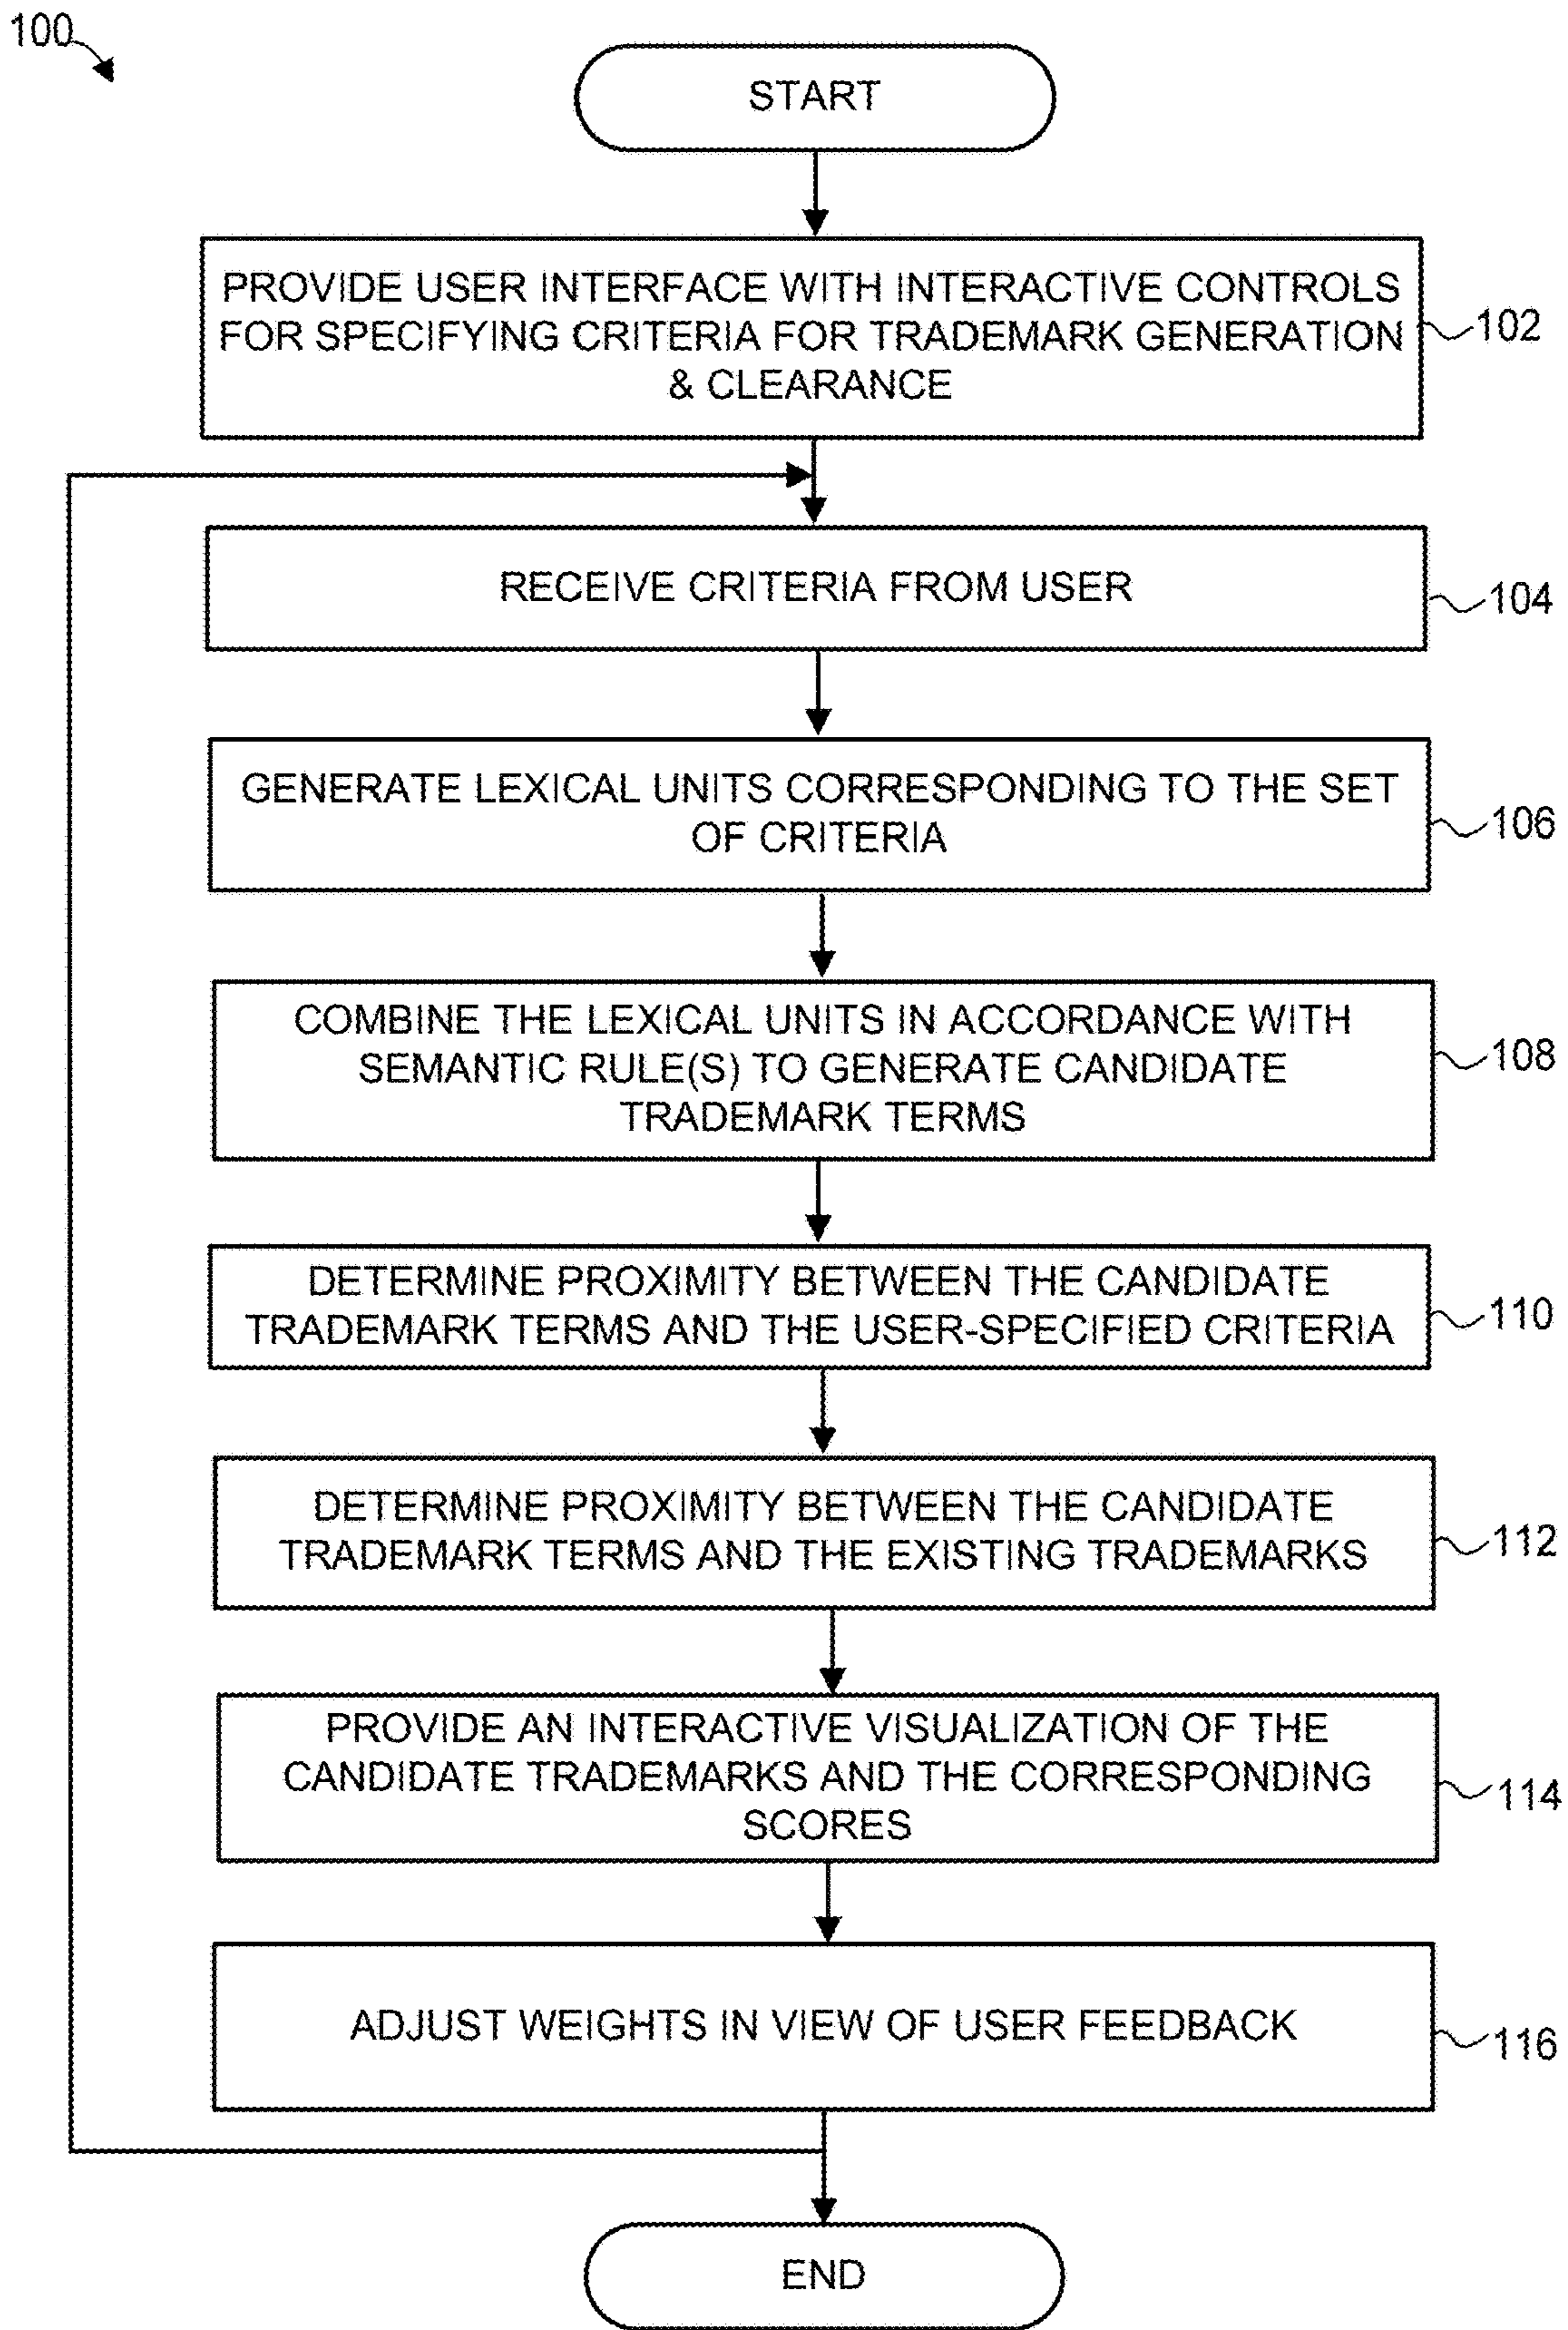 100
START
PROVIDE USER INTERFACE WITH INTERACTIVE CONTROLS
FOR SPECIFYING CRITERIA FOR TRADEMARK GENERATION
& CLEARANCE
102
RECEIVE CRITERIA FROM USER
104
GENERATE LEXICAL UNITS CORRESPONDING TO THE SET
OF CRITERIA
106
COMBINE THE LEXICAL UNITS IN ACCORDANCE WITH
SEMANTIC RULE(S) TO GENERATE CANDIDATE
TRADEMARK TERMS
108
DETERMINE PROXIMITY BETWEEN THE CANDIDATE
TRADEMARK TERMS AND THE USER-SPECIFIED CRITERIA
110
DETERMINE PROXIMITY BETWEEN THE CANDIDATE
TRADEMARK TERMS AND THE EXISTING TRADEMARKS
112
PROVIDE AN INTERACTIVE VISUALIZATION OF THE
CANDIDATE TRADEMARKS AND THE CORRESPONDING
SCORES
114
ADJUST WEIGHTS IN VIEW OF USER FEEDBACK
116
END